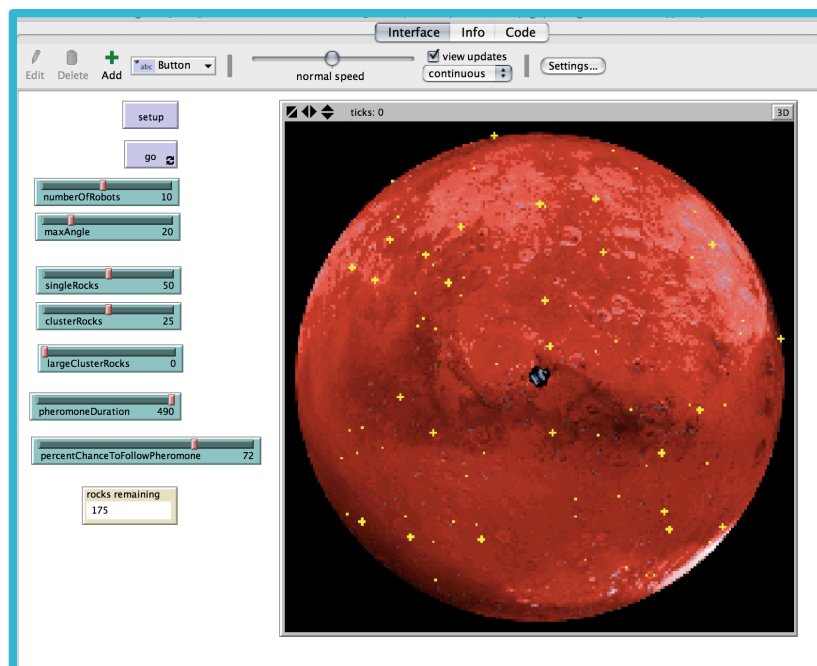 Interface Info Code
Edit Delete Add abc Button normal speed view updates continuous Settings...
setup
ticks: 0 3D
go
numberOfRobots 10
maxAngle 20
singleRocks 50
clusterRocks 25
largeClusterRocks 0
pheromoneDuration 490
percentChanceToFollowPheromone 72
rocks remaining
175